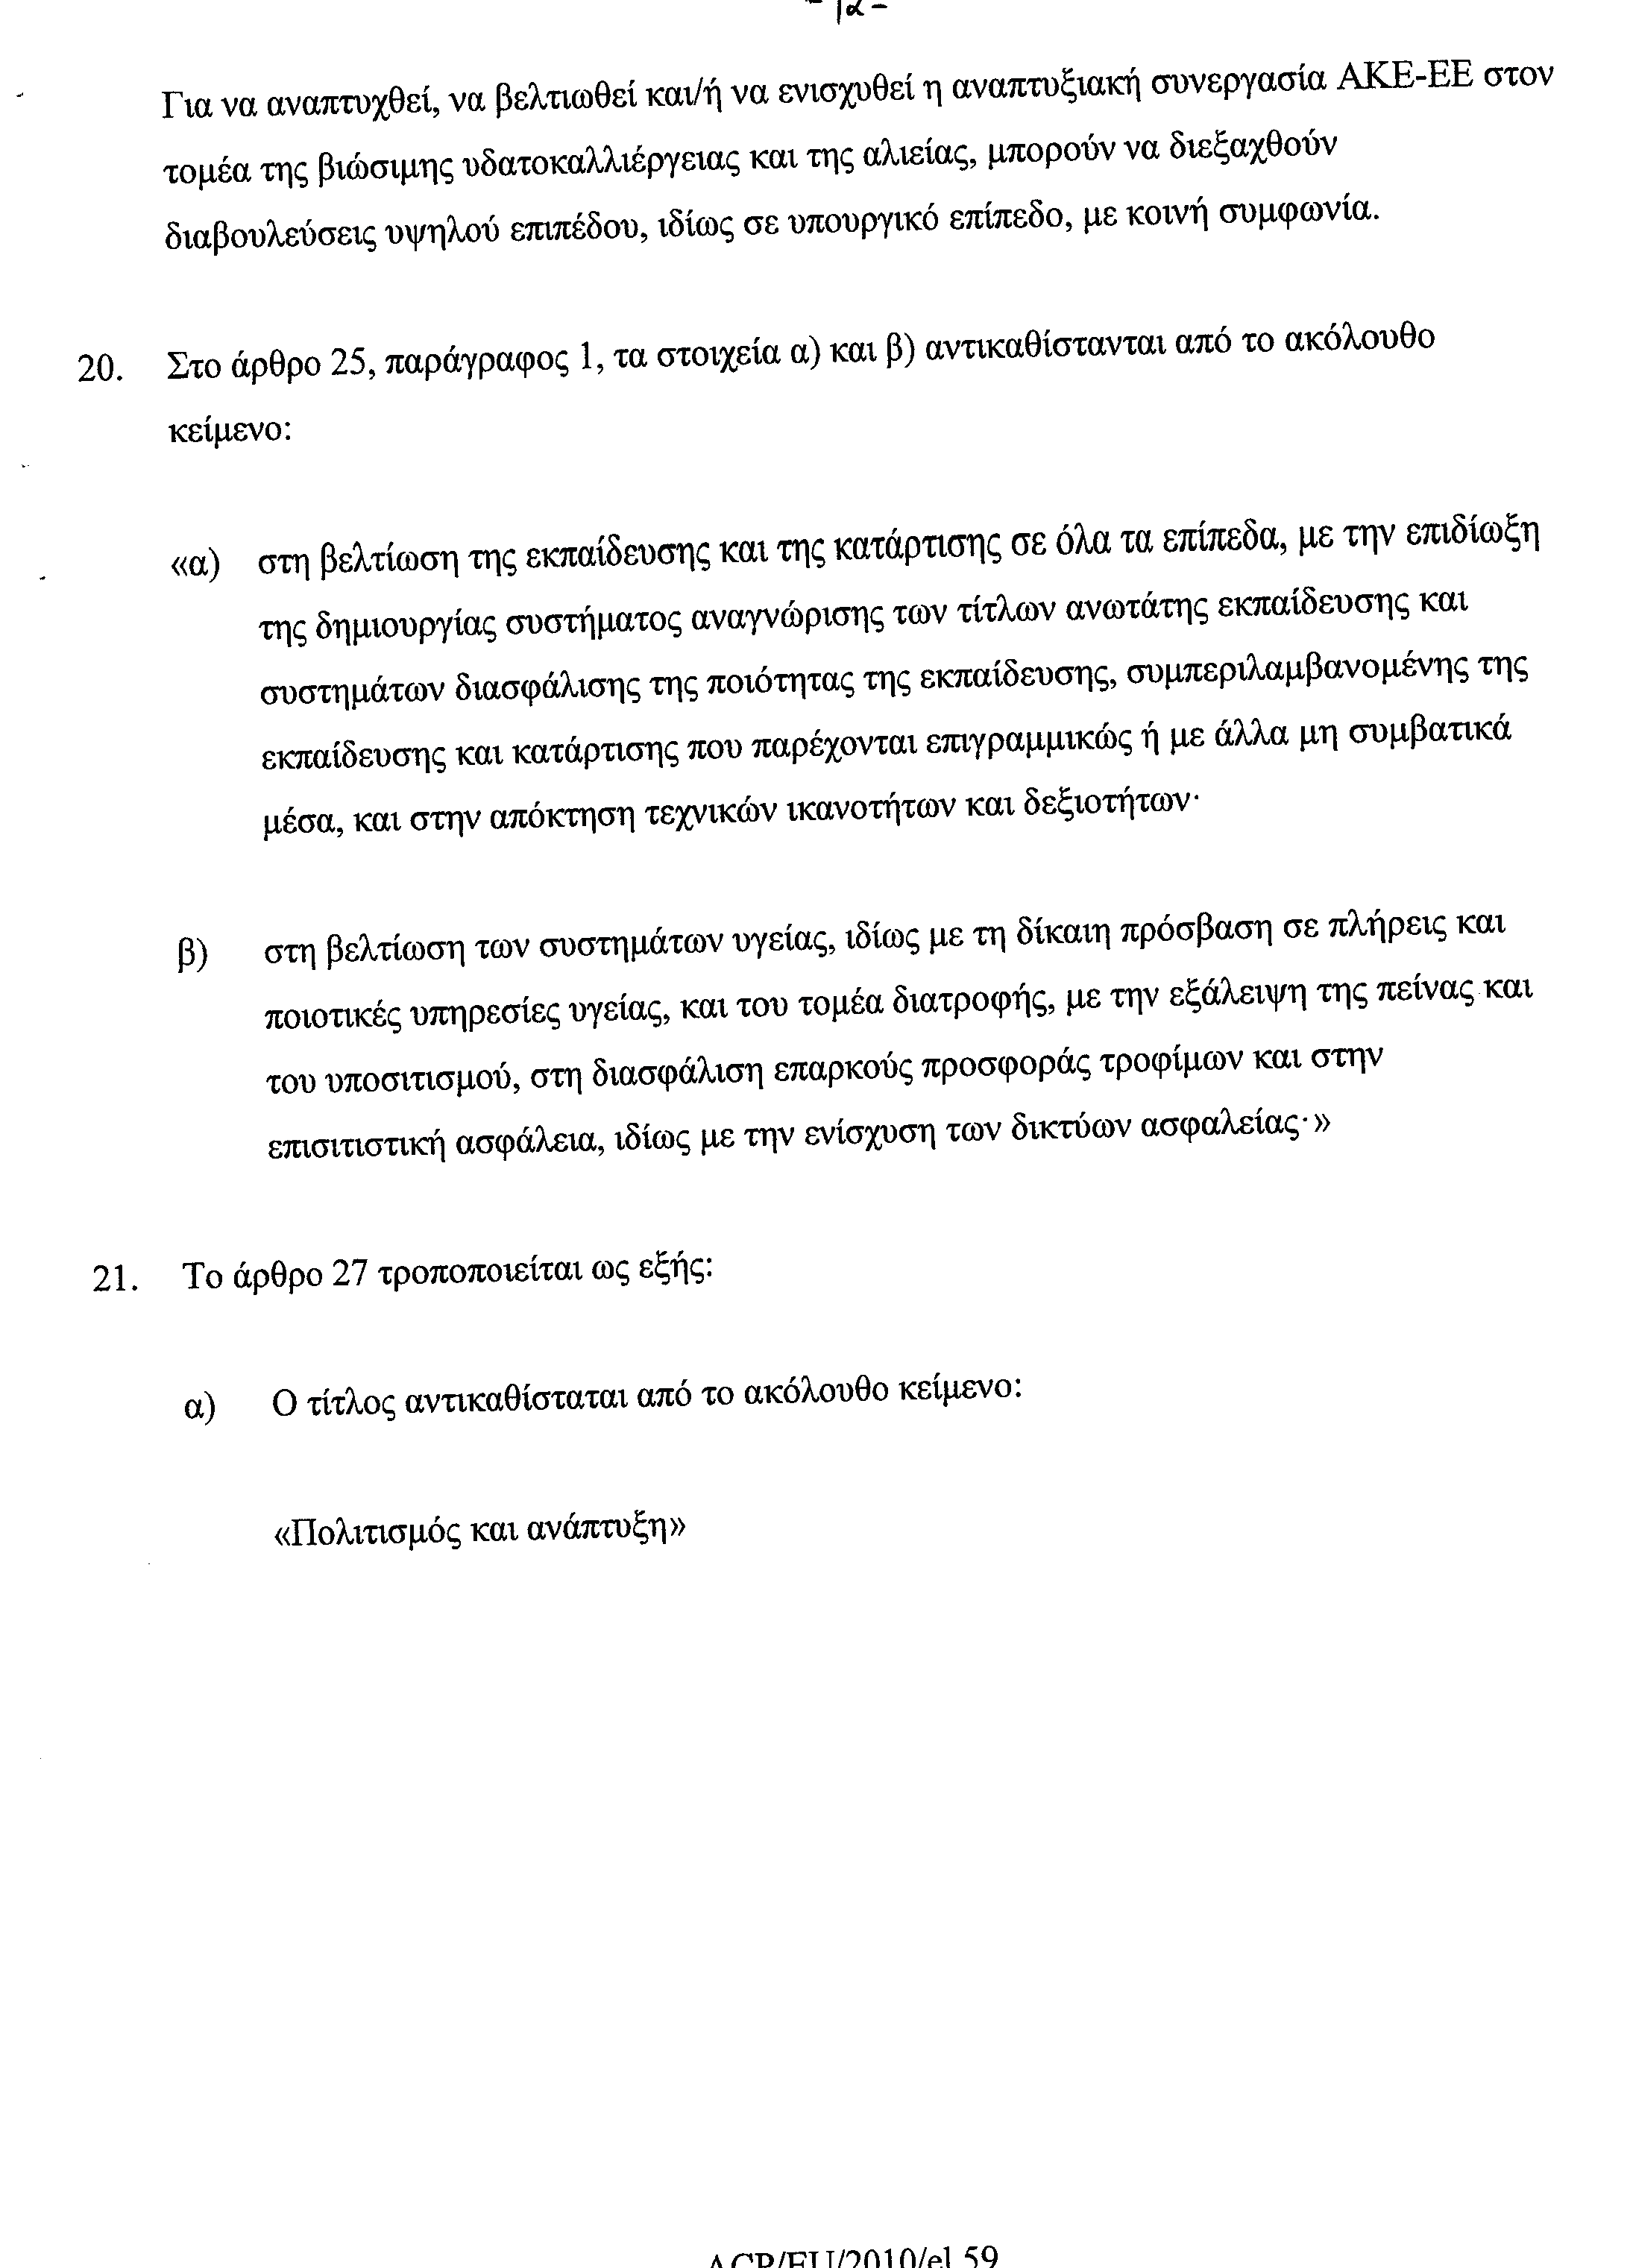 Για να αναπτυχθεί, να βελτιωθεί και/ή να ενισχυθεί η αναπτυξιακή συνεργασία ΑΚΕ-ΕΕ στον
τομέα της βιώσιμης υδατοκαλλιέργειας και της αλιείας, μπορούν να διεξαχθούν
διαβουλεύσεις υψηλού επιπέδου, ιδίως σε υπουργικό επίπεδο, με κοινή συμφωνία.
20. Στο άρθρο 25, παράγραφος 1, τα στοιχεία α) και β) αντικαθίστανται από το ακόλουθο
κείμενο:
«α) στη βελτίωση της εκπαίδευσης και της κατάρτισης σε όλα τα επίπεδα, με την επιδίωξη
της δημιουργίας συστήματος αναγνώρισης των τίτλων ανωτάτης εκπαίδευσης και
συστημάτων διασφάλισης της ποιότητας της εκπαίδευσης, συμπεριλαμβανομένης της
εκπαίδευσης και κατάρτισης που παρέχονται επιγραμμικώς ή με άλλα μη συμβατικά
μέσα, και στην απόκτηση τεχνικών ικανοτήτων και δεξιοτήτων·
β) στη βελτίωση των συστημάτων υγείας, ιδίως με τη δίκαιη πρόσβαση σε πλήρεις και
ποιοτικές υπηρεσίες υγείας, και του τομέα διατροφής, με την εξάλειψη της πείνας και
του υποσιτισμού, στη διασφάλιση επαρκούς προσφοράς τροφίμων και στην
επισιτιστική ασφάλεια, ιδίως με την ενίσχυση των δικτύων ασφαλείας·»
21. Το άρθρο 27 τροποποιείται ως εξής:
α) Ο τίτλος αντικαθίσταται από το ακόλουθο κείμενο:
«Πολιτισμός και ανάπτυξη»
ACP/EU/2010/el 59